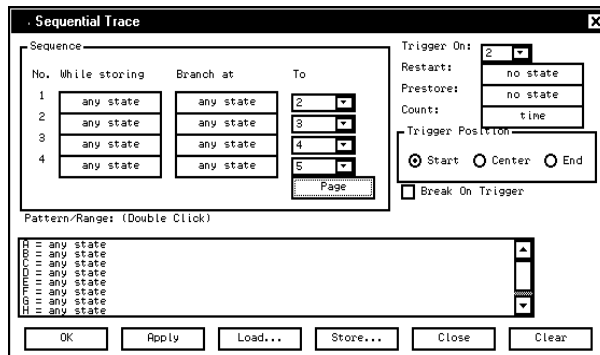 Sequential Trace
Sequence
No. While storing Branch at To
1 any state any state 2
2 any state any state 3
3 any state any state 4
4 any state any state 5
Page
Trigger On: 2
Restart: no state
Prestore: no state
Count: time
Trigger Position
Start Center End
Break On Trigger
Pattern/Range: (Double Click)
A = any state
B = any state
C = any state
D = any state
E = any state
F = any state
G = any state
H = any state
OK Apply Load... Store... Close Clear